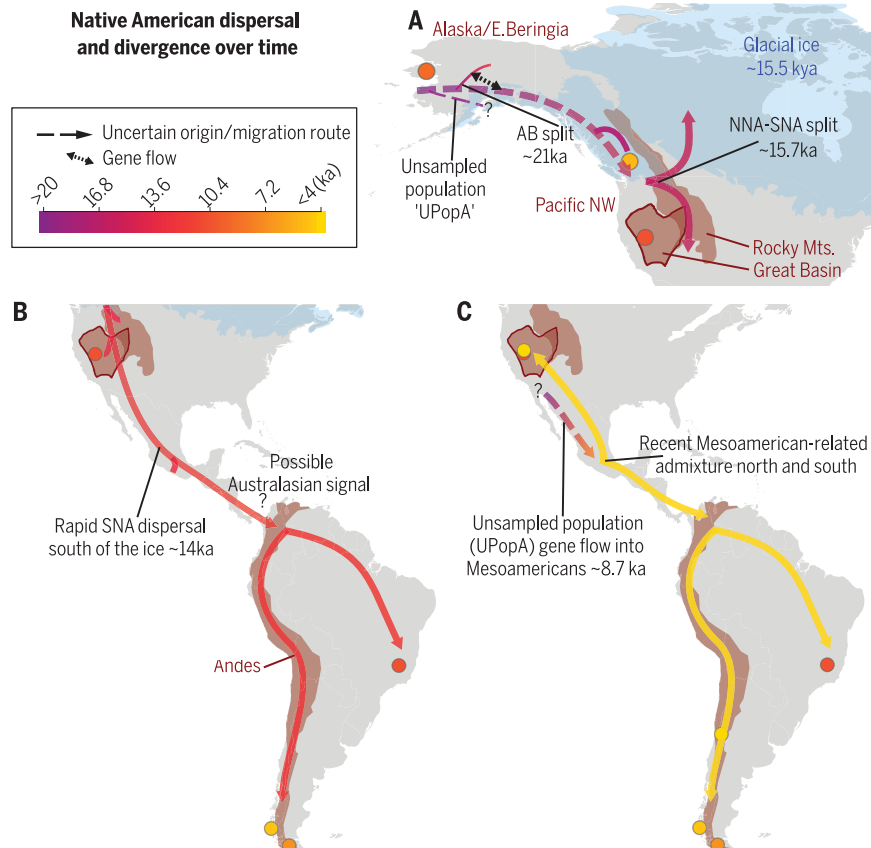 Native American dispersal
and divergence over time
Uncertain origin/migration route
Gene flow
>20
16.8
13.6
10.4
7.2
<4(ka)
A
Alaska/E.Beringia
Glacial ice
~15.5 kya
?
AB split
~21ka
NNA-SNA split
~15.7ka
Unsampled
population
'UPopA'
Pacific NW
Rocky Mts.
Great Basin
B
Possible
Australasian signal
?
Rapid SNA dispersal
south of the ice ~14ka
Andes
C
?
Recent Mesoamerican-related
admixture north and south
Unsampled population
(UPopA) gene flow into
Mesoamericans ~8.7 ka